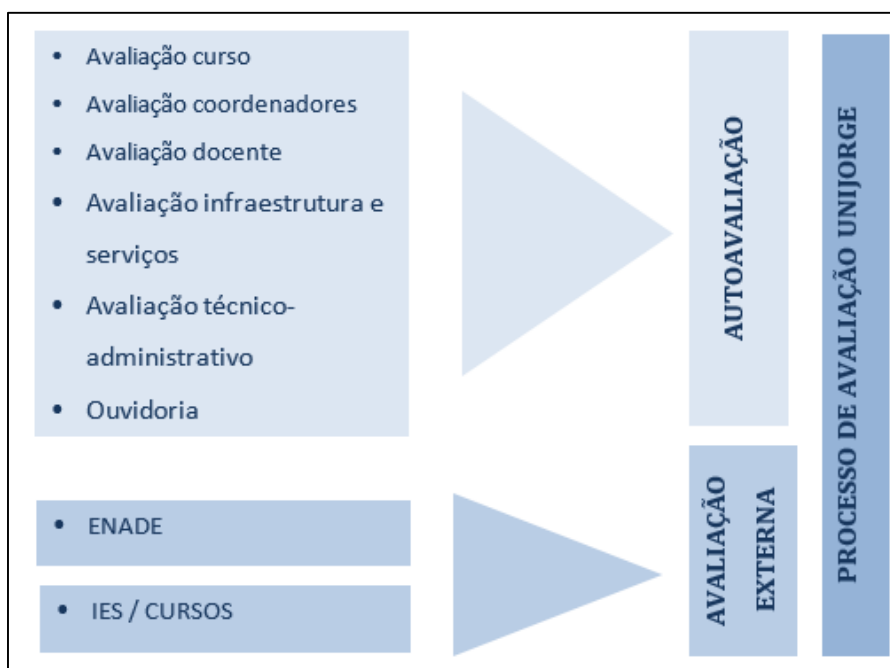 • Avaliação curso
• Avaliação coordenadores
• Avaliação docente
• Avaliação infraestrutura e
serviços
• Avaliação técnico-
administrativo
• Ouvidoria
AUTOAVALIAÇÃO
• ENADE
• IES / CURSOS
AVALIAÇÃO
EXTERNA
PROCESSO DE AVALIAÇÃO UNIJORGE